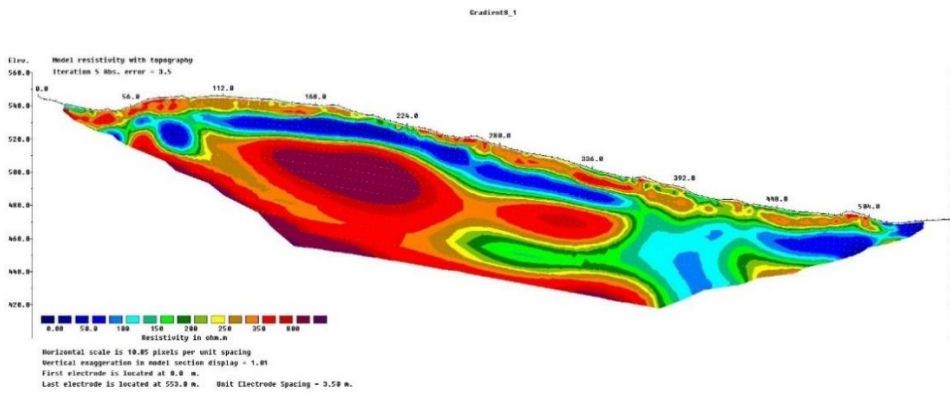 Gradient8_1
Elev. Model resistivity with topography
560.0 Iteration 5 Abs. error = 3.5
0.0 56.0 112.0 168.0 224.0 280.0 336.0 392.0 448.0 504.0
540.0
520.0
500.0
480.0
460.0
440.0
420.0
0.00 50.0 100 150 200 250 350 800
Resistivity in ohm.m
Horizontal scale is 10.05 pixels per unit spacing
Vertical exaggeration in model section display = 1.01
First electrode is located at 0.0 m.
Last electrode is located at 553.0 m. Unit Electrode Spacing = 3.50 m.